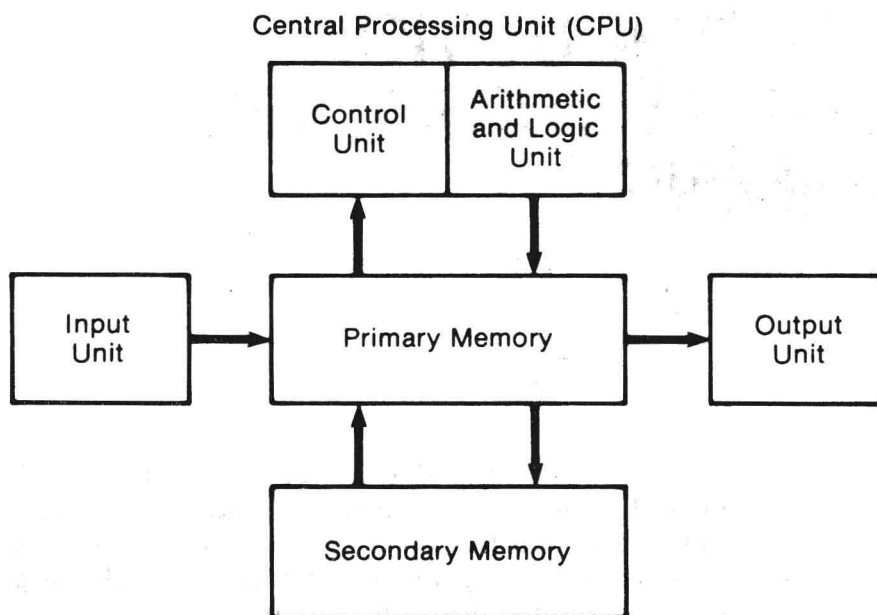 Central Processing Unit (CPU)
Control
Unit
Arithmetic
and Logic
Unit
Input
Unit
Primary Memory
Output
Unit
Secondary Memory